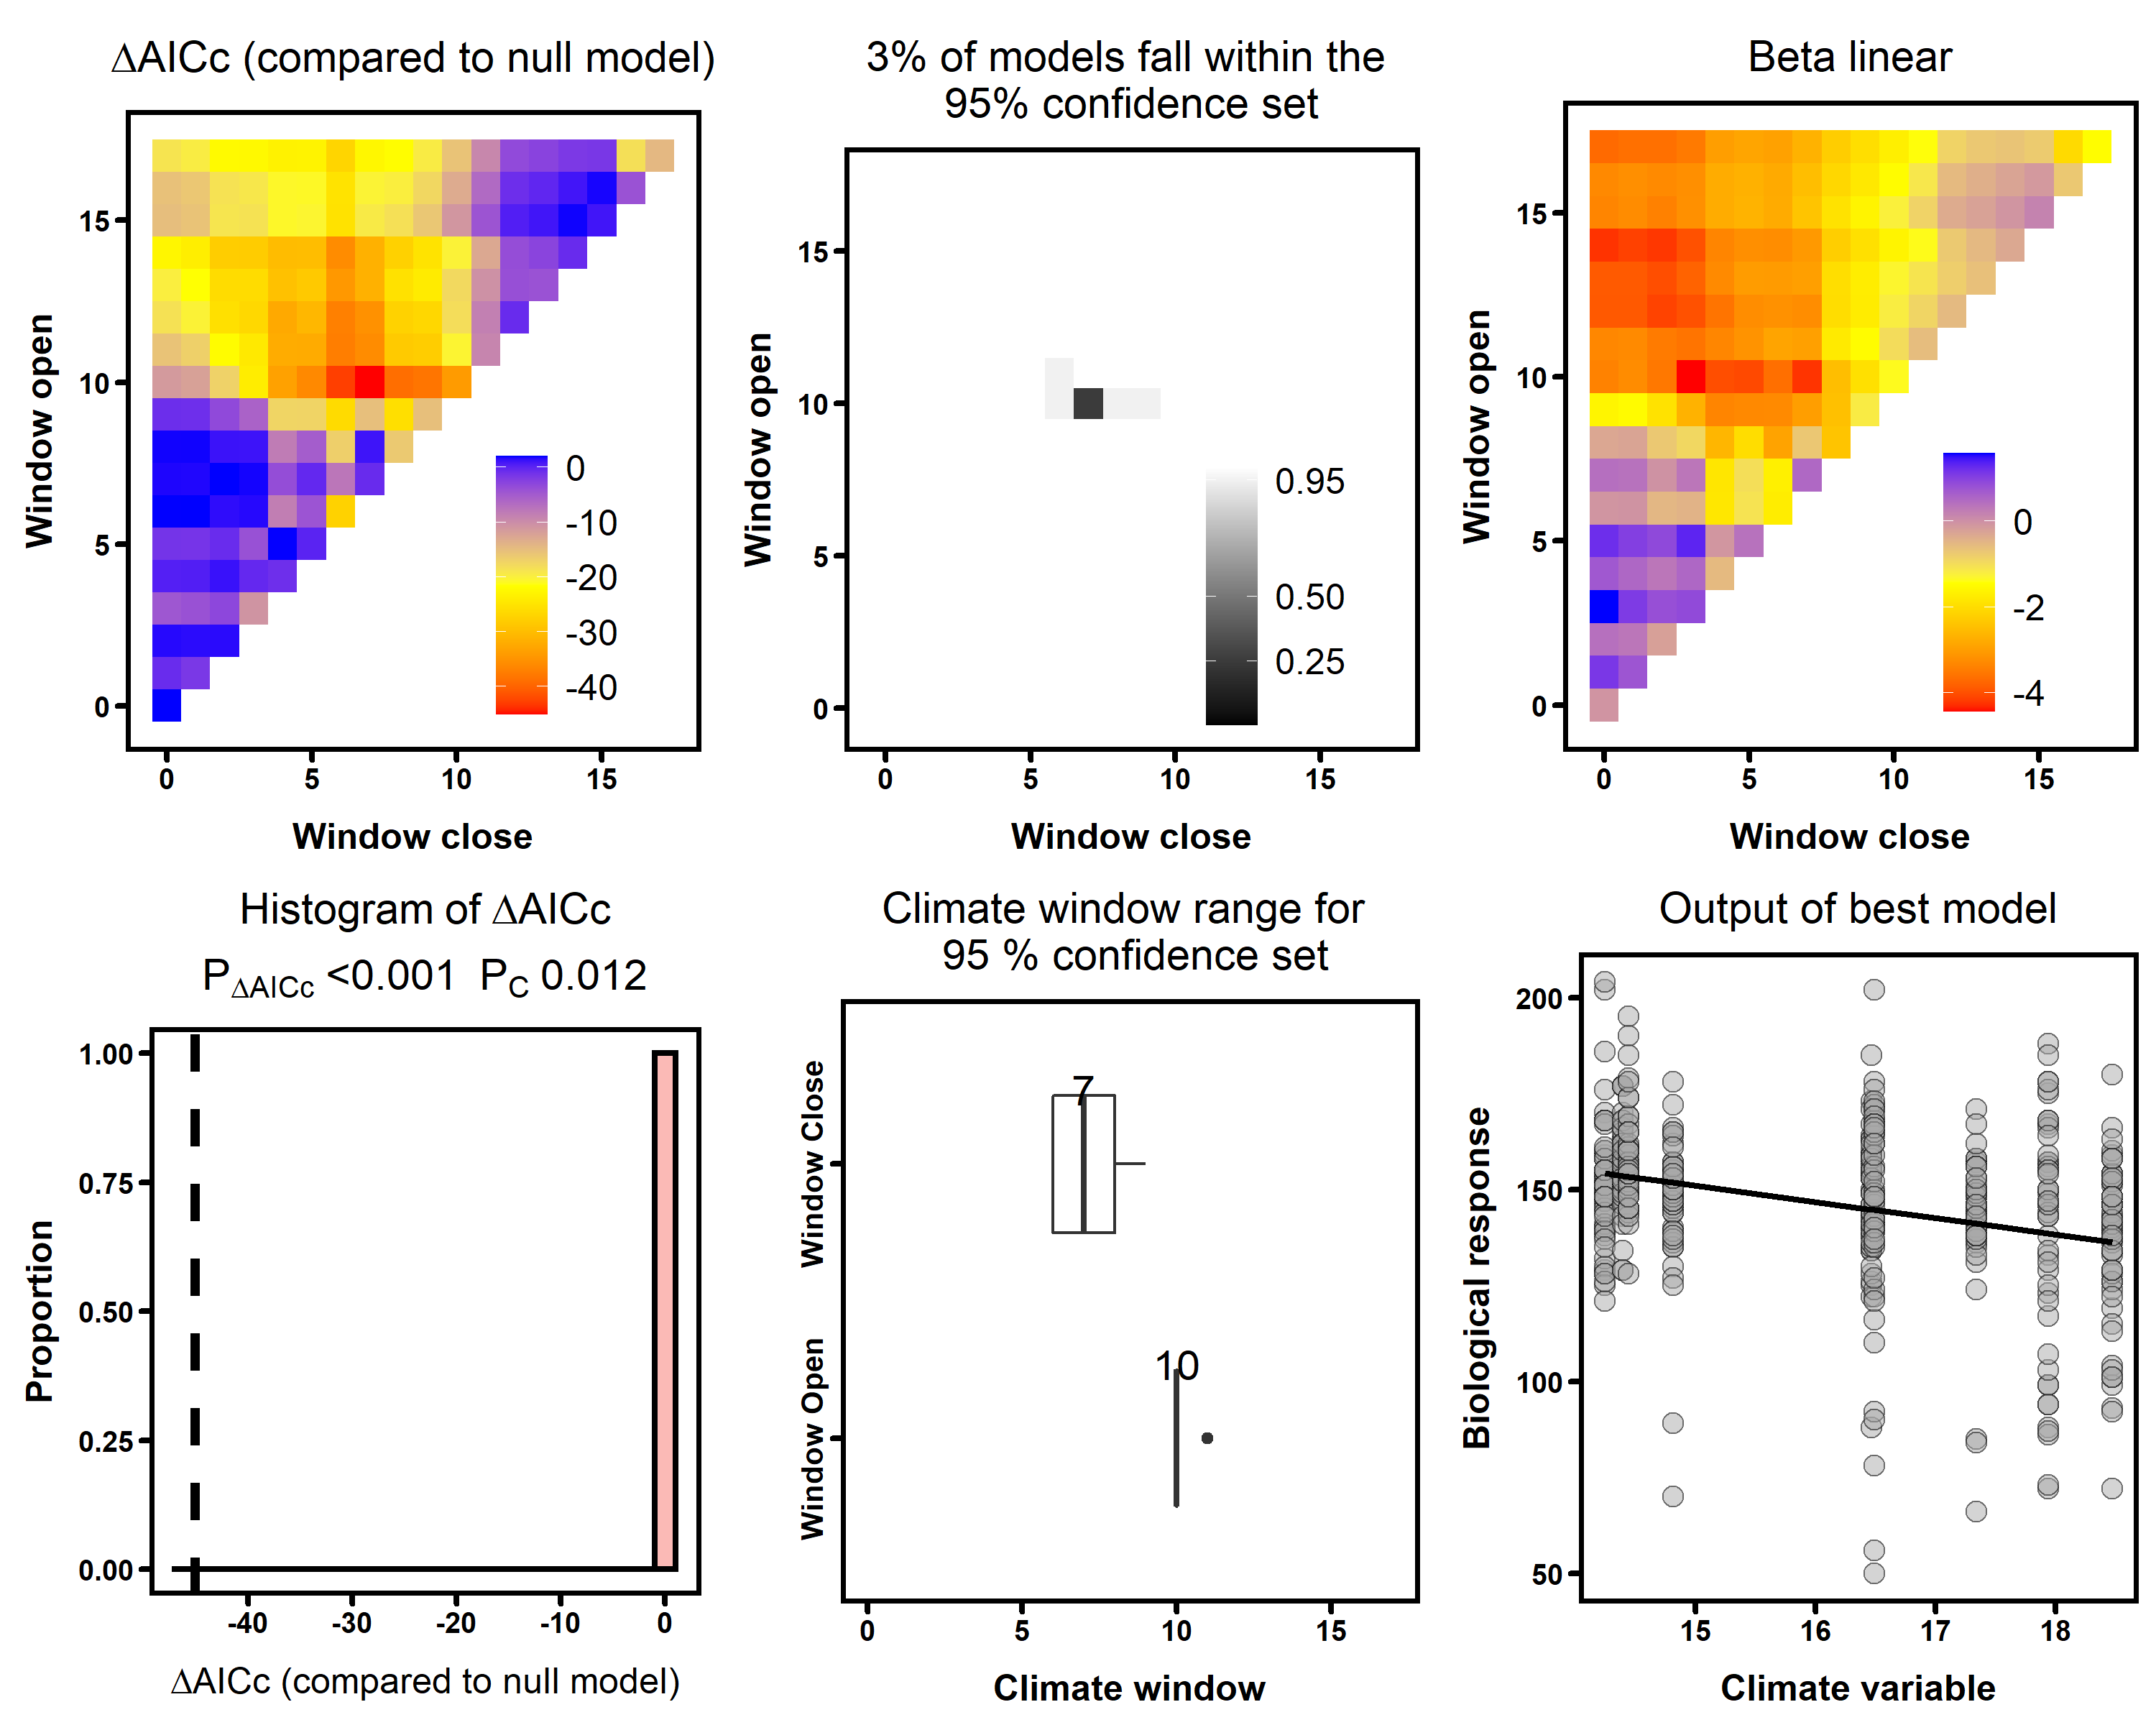 ΔAICc (compared to null model)
Window open
15
10
5
0
0
-10
-20
-30
-40
0 5 10 15
Window close
3% of models fall within the
95% confidence set
Window open
15
10
5
0
0.95
0.50
0.25
0 5 10 15
Window close
Beta linear
Window open
15
10
5
0
0
-2
-4
0 5 10 15
Window close
Histogram of ΔAICc
PΔAICc <0.001 PC 0.012
Proportion
1.00
0.75
0.50
0.25
0.00
-40 -30 -20 -10 0
ΔAICc (compared to null model)
Climate window range for
95 % confidence set
Window Close
7
Window Open
10
0 5 10 15
Climate window
Output of best model
Biological response
200
150
100
50
15 16 17 18
Climate variable